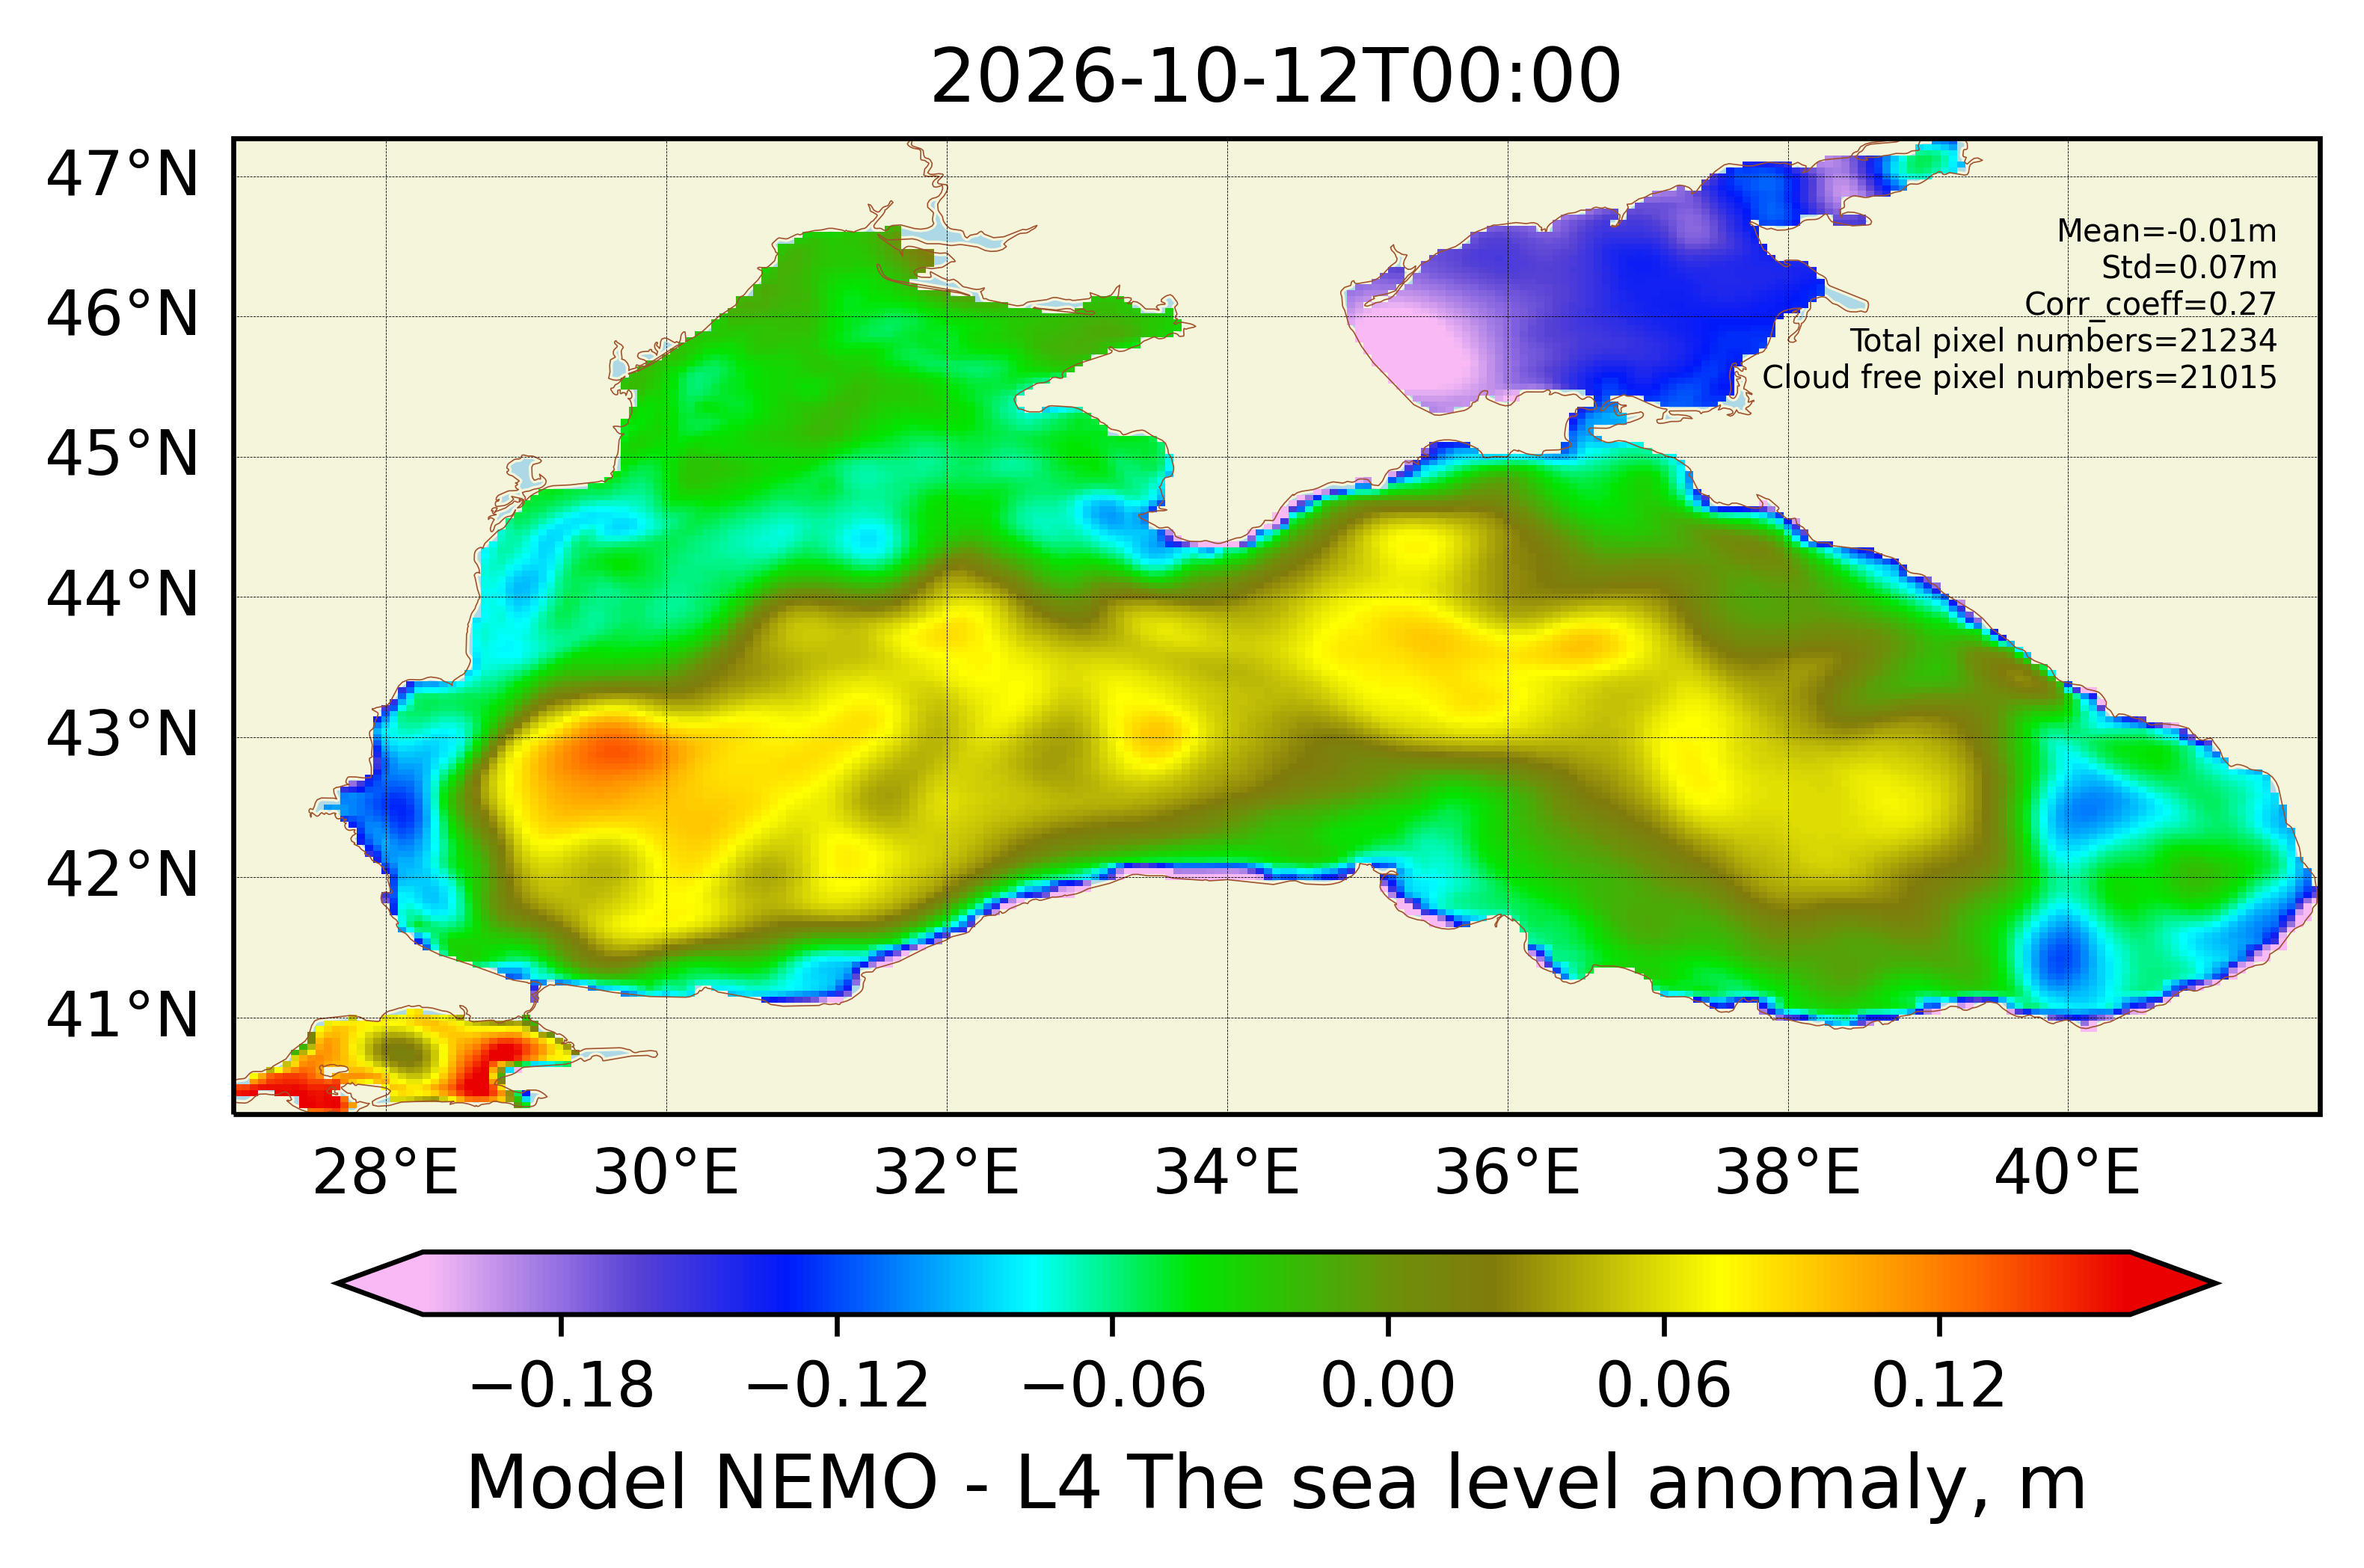 2026-10-12T00:00
47°N
46°N
45°N
44°N
43°N
42°N
41°N
Mean=-0.01m
Std=0.07m
Corr_coeff=0.27
Total pixel numbers=21234
Cloud free pixel numbers=21015
28°E 30°E 32°E 34°E 36°E 38°E 40°E
−0.18 −0.12 −0.06 0.00 0.06 0.12
Model NEMO - L4 The sea level anomaly, m